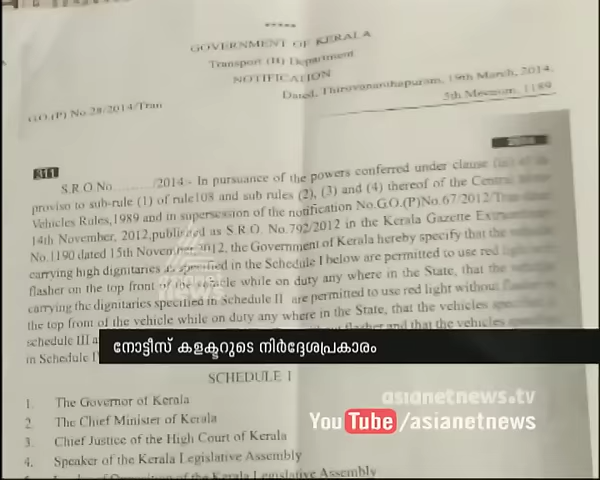 *****
GOVERNMENT OF KERALA
Transport (B) Department
NOTIFICATION
G.O.(P) No.28/2014/Tran
Dated, Thiruvananthapuram, 19th March, 2014.
5th Meenam, 1189
S.R.O No........../2014:- In pursuance of the powers conferred under clause
proviso to sub-rule (1) of rule108 and sub rules (2), (3) and (4) thereof of the Central
Vehicles Rules,1989 and in supersession of the notification No.G.O.(P)No.67/2012/
14th November, 2012,published as S.R.O. No.792/2012 in the Kerala Gazette
No.1190 dated 15th November 2012, the Government of Kerala hereby specify that the
carrying high dignitaries as specified in the Schedule I below are permitted to use red
flasher on the top front of the vehicle while on duty any where in the State, that the
carrying the dignitaries specified in Schedule II are permitted to use red light without
the top front of the vehicle while on duty any where in the State, that the vehicles
schedule III
flasher and that the vehicles
in Schedule
നോട്ടീസ് കളക്ടറുടെ നിർദ്ദേശപ്രകാരം
SCHEDULE I
1. The Governor of Kerala
2. The Chief Minister of Kerala
3. Chief Justice of the High Court of Kerala
4. Speaker of the Kerala Legislative Assembly
Kerala Legislative Assembly
asianetnews.tv
YouTube/asianetnews